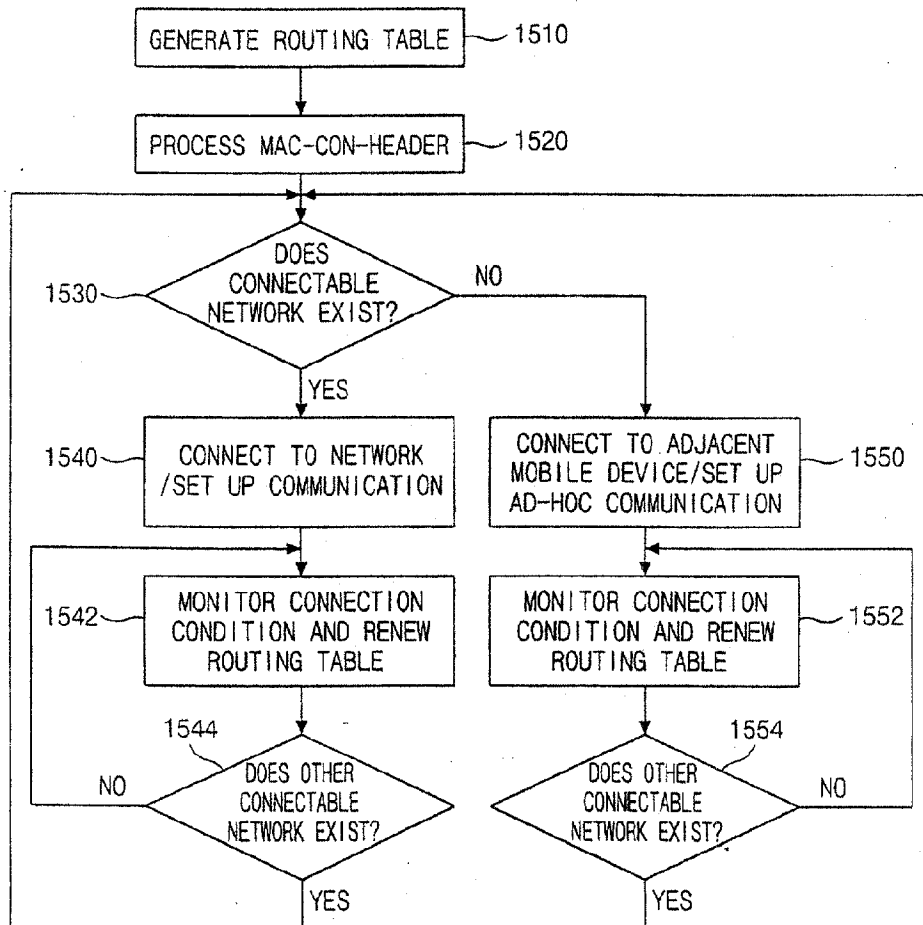 GENERATE ROUTING TABLE
1510
PROCESS MAC-CON-HEADER
1520
DOES
CONNECTABLE
NETWORK EXIST?
1530
NO
YES
1540
CONNECT TO NETWORK
/SET UP COMMUNICATION
CONNECT TO ADJACENT
MOBILE DEVICE/SET UP
AD-HOC COMMUNICATION
1550
1542
MONITOR CONNECTION
CONDITION AND RENEW
ROUTING TABLE
MONITOR CONNECTION
CONDITION AND RENEW
ROUTING TABLE
1552
1544
DOES OTHER
CONNECTABLE
NETWORK EXIST?
NO
YES
1554
DOES OTHER
CONNECTABLE
NETWORK EXIST?
NO
YES